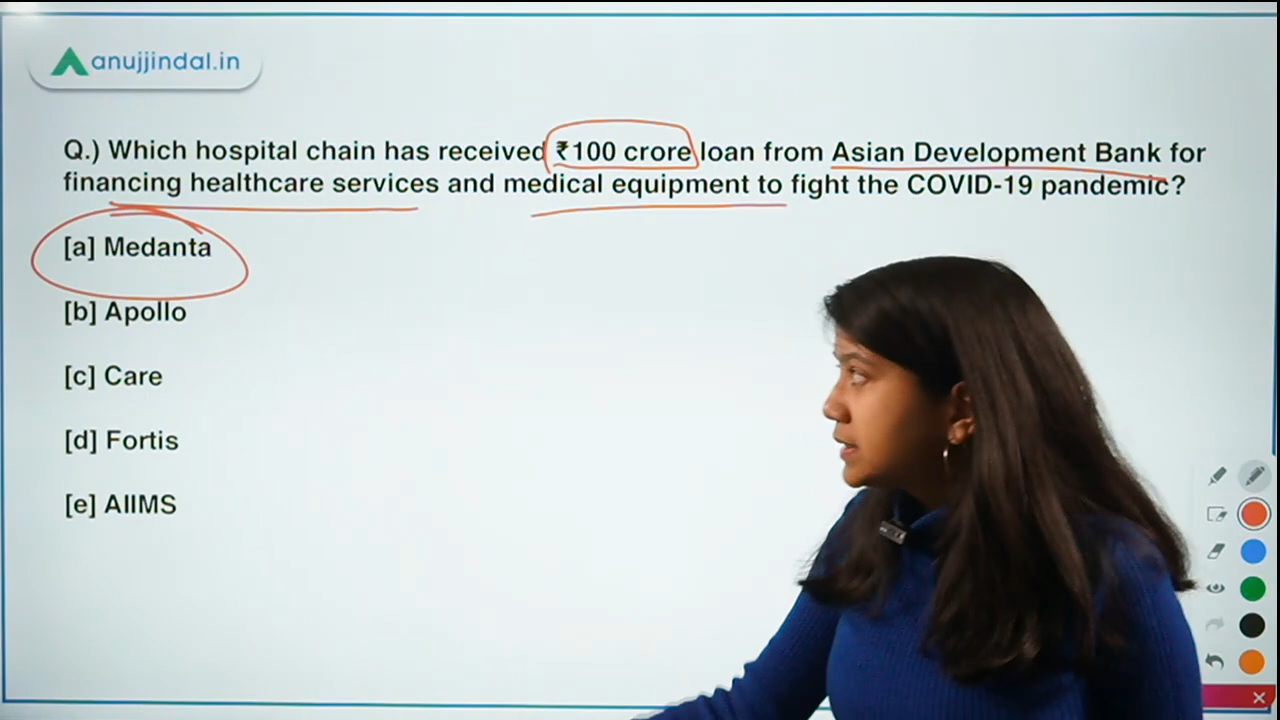 anujjindal.in
Q.) Which hospital chain has received ₹100 crore loan from Asian Development Bank for
financing healthcare services and medical equipment to fight the COVID-19 pandemic?
[a] Medanta
[b] Apollo
[c] Care
[d] Fortis
[e] AIIMS